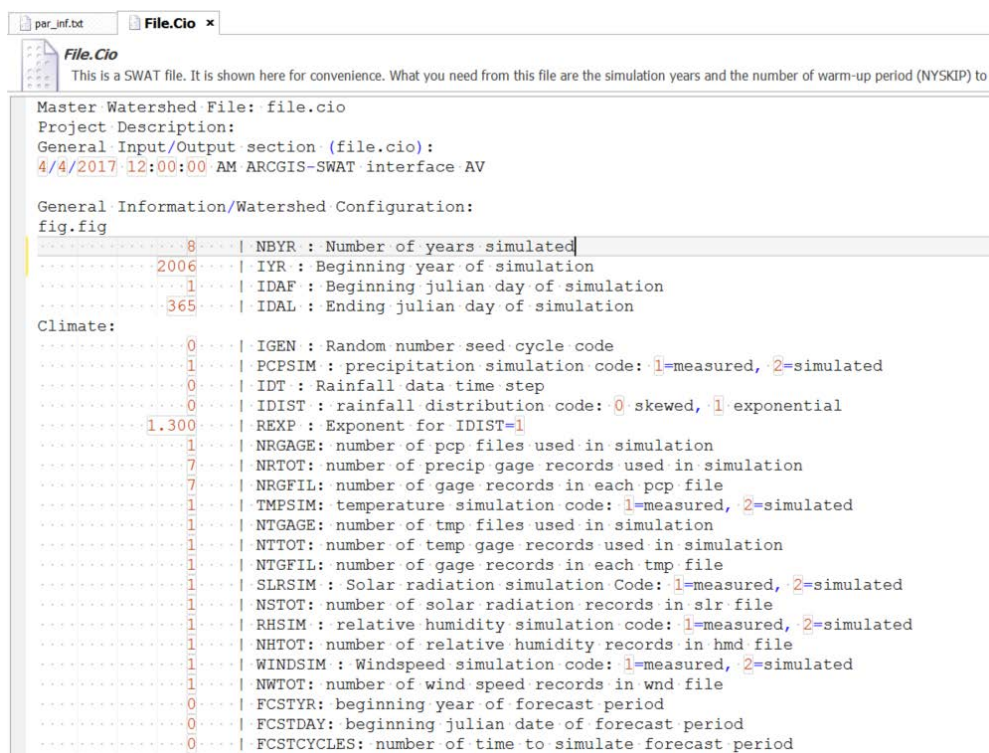 par_inf.txt File.Cio ×
File.Cio
This is a SWAT file. It is shown here for convenience. What you need from this file are the simulation years and the number of warm-up period (NYSKIP) to
Master Watershed File: file.cio
Project Description:
General Input/Output section (file.cio):
4/4/2017 12:00:00 AM ARCGIS-SWAT interface AV

General Information/Watershed Configuration:
fig.fig
8 | NBYR : Number of years simulated
2006 | IYR : Beginning year of simulation
1 | IDAF : Beginning julian day of simulation
365 | IDAL : Ending julian day of simulation
Climate:
0 | IGEN : Random number seed cycle code
1 | PCPSIM : precipitation simulation code: 1=measured, 2=simulated
0 | IDT : Rainfall data time step
0 | IDIST : rainfall distribution code: 0 skewed, 1 exponential
1.300 | REXP : Exponent for IDIST=1
1 | NRGAGE: number of pcp files used in simulation
7 | NRTOT: number of precip gage records used in simulation
7 | NRGFIL: number of gage records in each pcp file
1 | TMPSIM: temperature simulation code: 1=measured, 2=simulated
1 | NTGAGE: number of tmp files used in simulation
1 | NTTOT: number of temp gage records used in simulation
1 | NTGFIL: number of gage records in each tmp file
1 | SLRSIM : Solar radiation simulation Code: 1=measured, 2=simulated
1 | NSTOT: number of solar radiation records in slr file
1 | RHSIM : relative humidity simulation code: 1=measured, 2=simulated
1 | NHTOT: number of relative humidity records in hmd file
1 | WINDSIM : Windspeed simulation code: 1=measured, 2=simulated
1 | NWTOT: number of wind speed records in wnd file
0 | FCSTYR: beginning year of forecast period
0 | FCSTDAY: beginning julian date of forecast period
0 | FCSTCYCLES: number of time to simulate forecast period